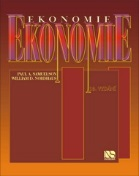 EKONOMIE
EKONOMIE
PAUL A. SAMUELSON
WILLIAM D. NORDHAUS